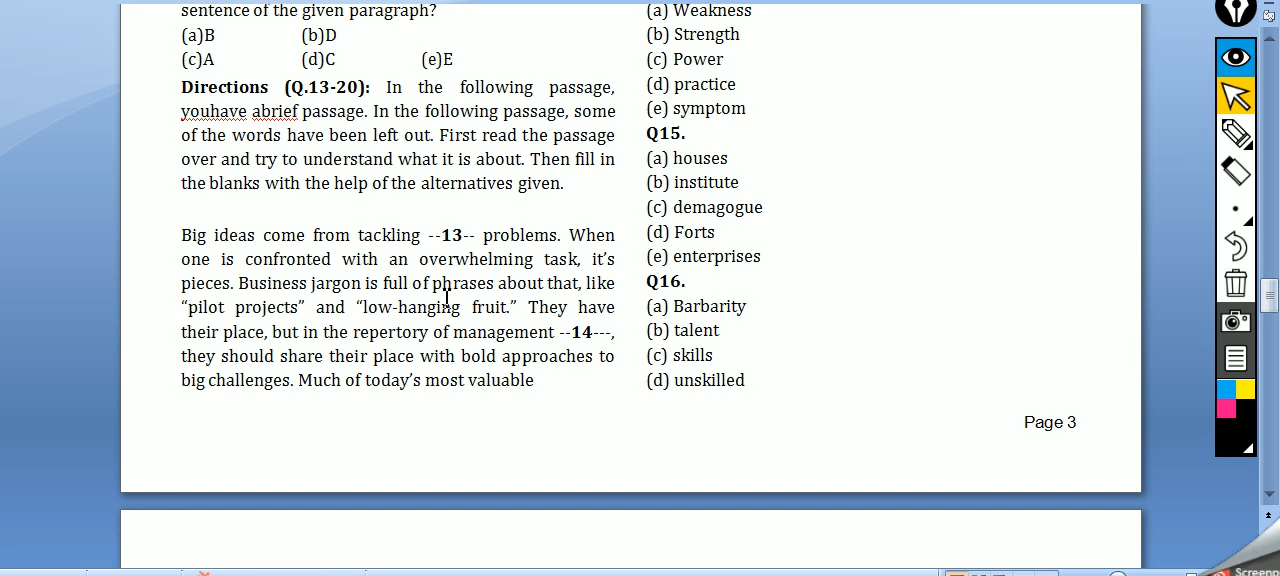 sentence of the given paragraph?
(a)B (b)D
(c)A (d)C (e)E
Directions (Q.13-20): In the following passage,
youhave abrief passage. In the following passage, some
of the words have been left out. First read the passage
over and try to understand what it is about. Then fill in
the blanks with the help of the alternatives given.
Big ideas come from tackling --13-- problems. When
one is confronted with an overwhelming task, it’s
pieces. Business jargon is full of phrases about that, like
“pilot projects” and “low-hanging fruit.” They have
their place, but in the repertory of management --14---,
they should share their place with bold approaches to
big challenges. Much of today’s most valuable
(a) Weakness
(b) Strength
(c) Power
(d) practice
(e) symptom
Q15.
(a) houses
(b) institute
(c) demagogue
(d) Forts
(e) enterprises
Q16.
(a) Barbarity
(b) talent
(c) skills
(d) unskilled
Page 3